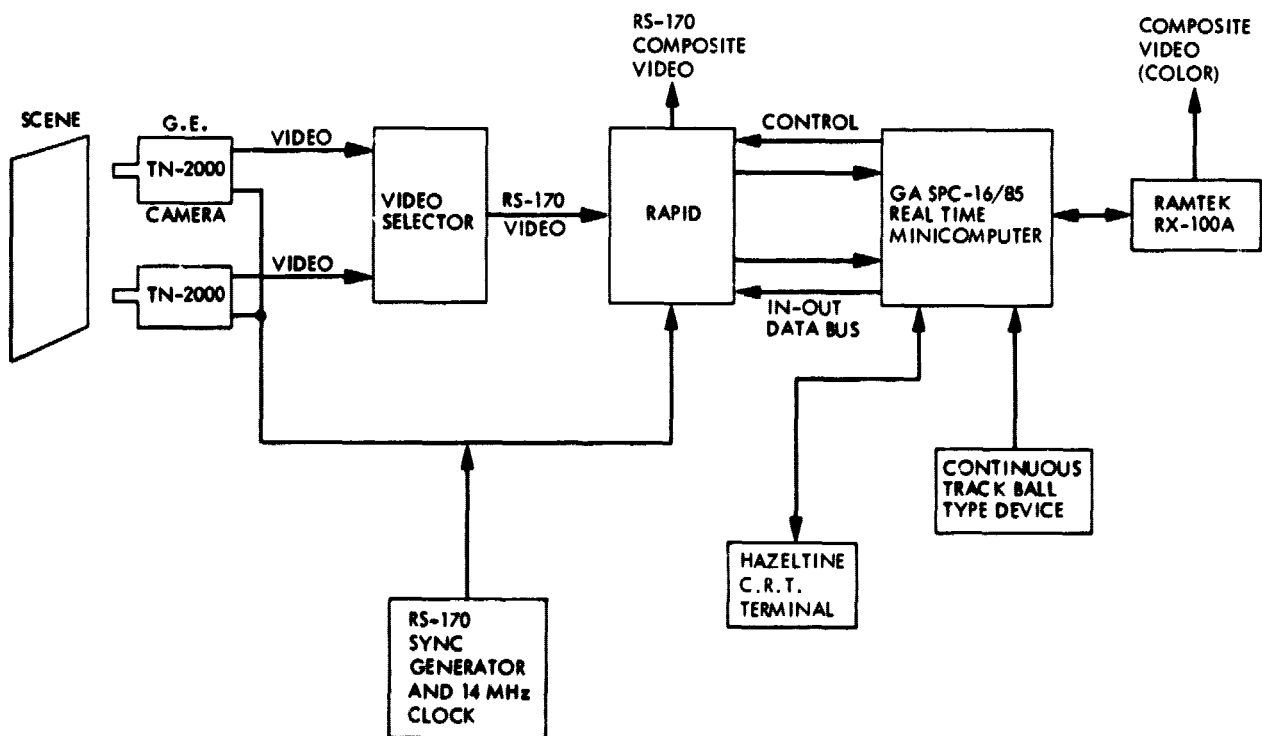 RS-170
COMPOSITE
VIDEO
COMPOSITE
VIDEO
(COLOR)
SCENE
G.E.
TN-2000
CAMERA
VIDEO
VIDEO
SELECTOR
RS-170
VIDEO
RAPID
CONTROL
GA SPC-16/85
REAL TIME
MINICOMPUTER
RAMTEK
RX-100A
TN-2000
VIDEO
IN-OUT
DATA BUS
CONTINUOUS
TRACK BALL
TYPE DEVICE
HAZELTINE
C.R.T.
TERMINAL
RS-170
SYNC
GENERATOR
AND 14 MHz
CLOCK